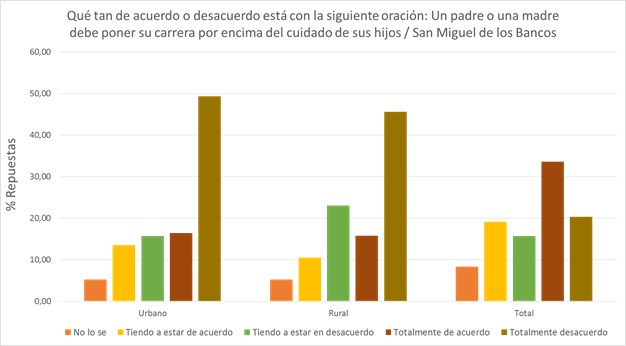 Qué tan de acuerdo o desacuerdo está con la siguiente oración: Un padre o una madre
debe poner su carrera por encima del cuidado de sus hijos / San Miguel de los Bancos
% Repuestas
60,00
50,00
40,00
30,00
20,00
10,00
0,00
Urbano Rural Total
No lo se Tiendo a estar de acuerdo Tiendo a estar en desacuerdo Totalmente de acuerdo Totalmente desacuerdo